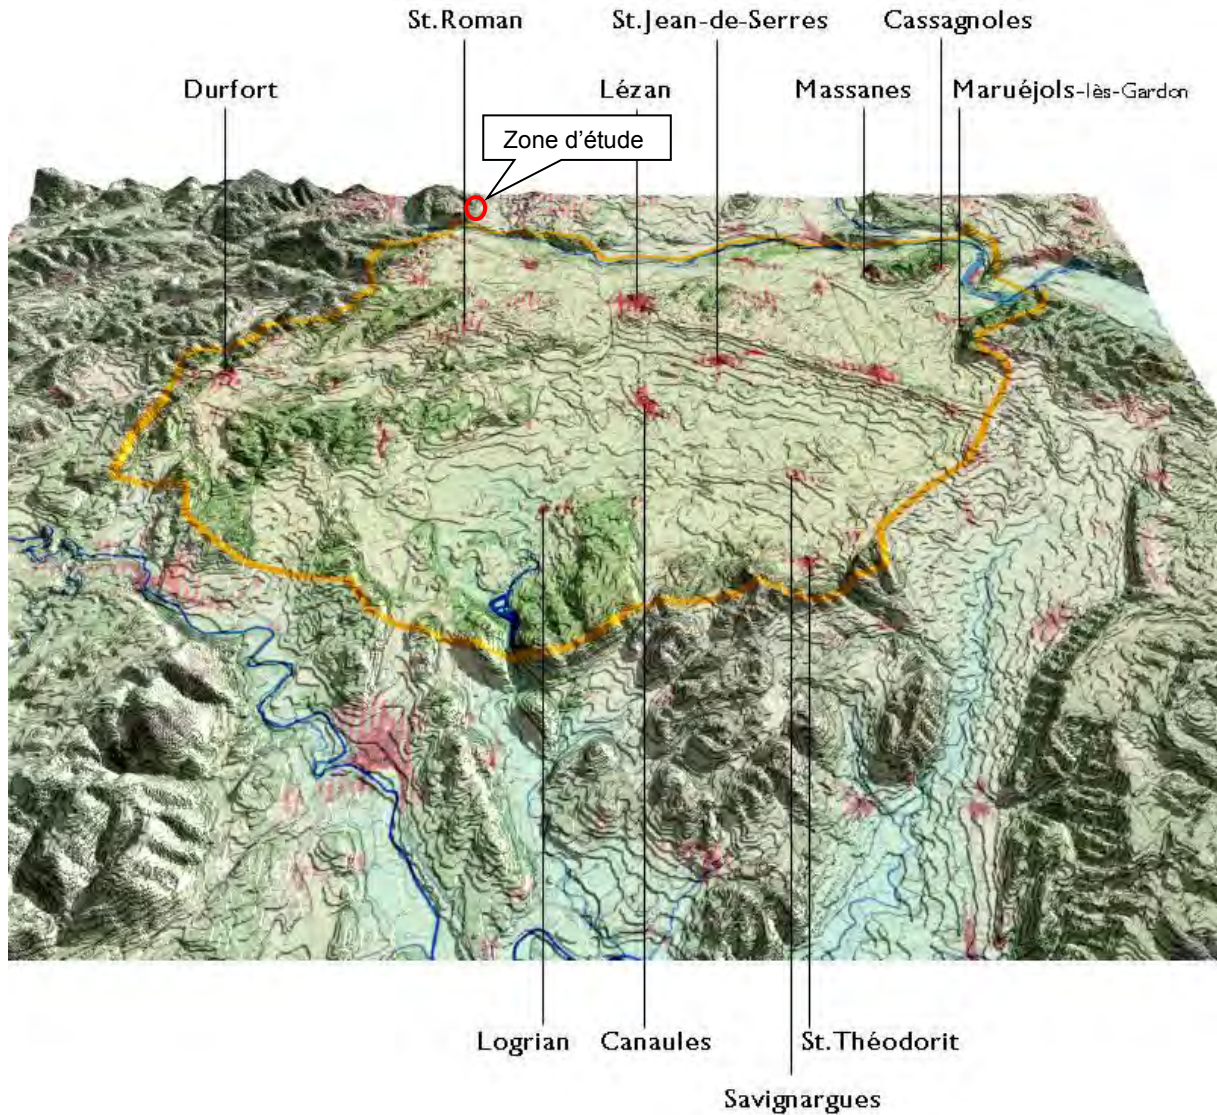 St.Roman
St.Jean-de-Serres
Cassagnoles
Durfort
Lézan
Massanes
Maruéjols-lès-Gardon
Zone d'étude
Logrian
Canaules
St.Théodorit
Savignargues